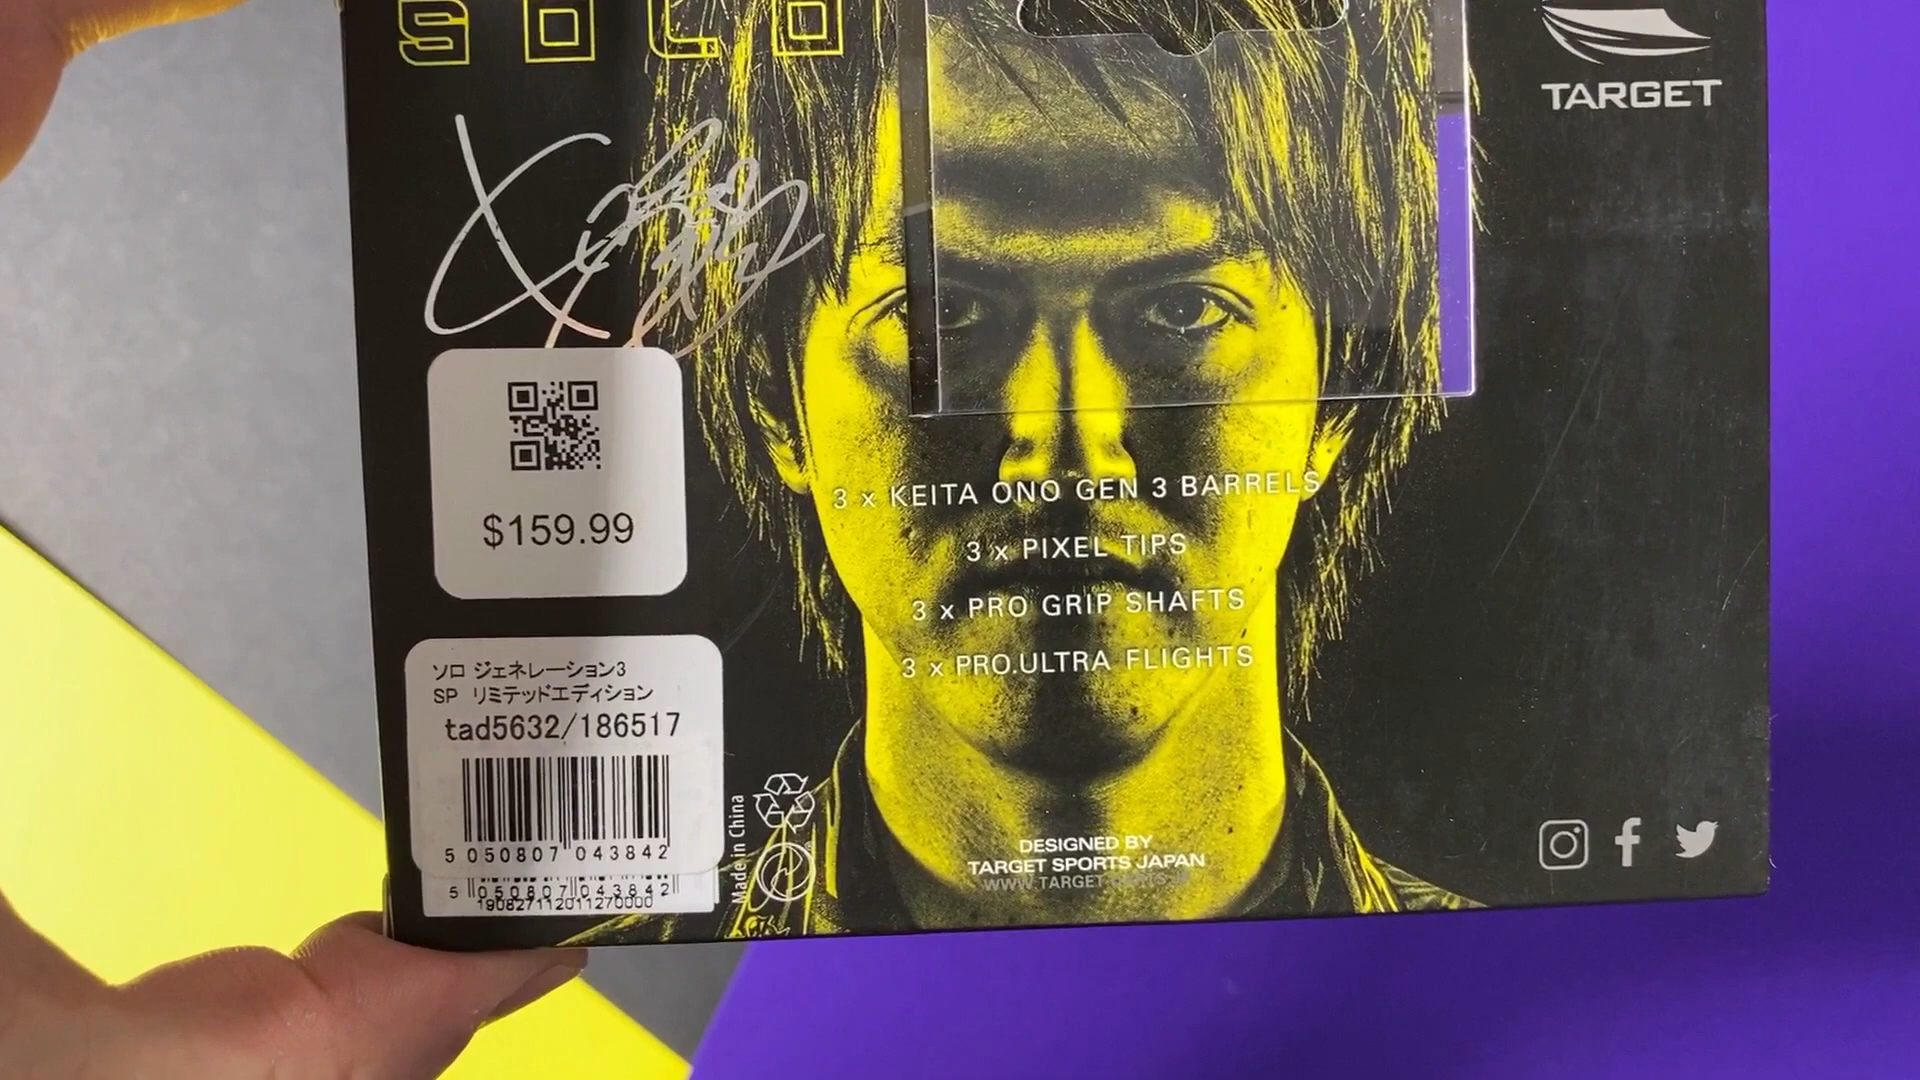 SOLO
TARGET
$159.99
3 x KEITA ONO GEN 3 BARRELS
3 x PIXEL TIPS
3 x PRO GRIP SHAFTS
3 x PRO.ULTRA FLIGHTS
ソロ ジェネレーション3
SP リミテッドエディション
tad5632/186517
5 050807 043842
5 050807 043842
190827112011270000
Made in China
DESIGNED BY
TARGET SPORTS JAPAN